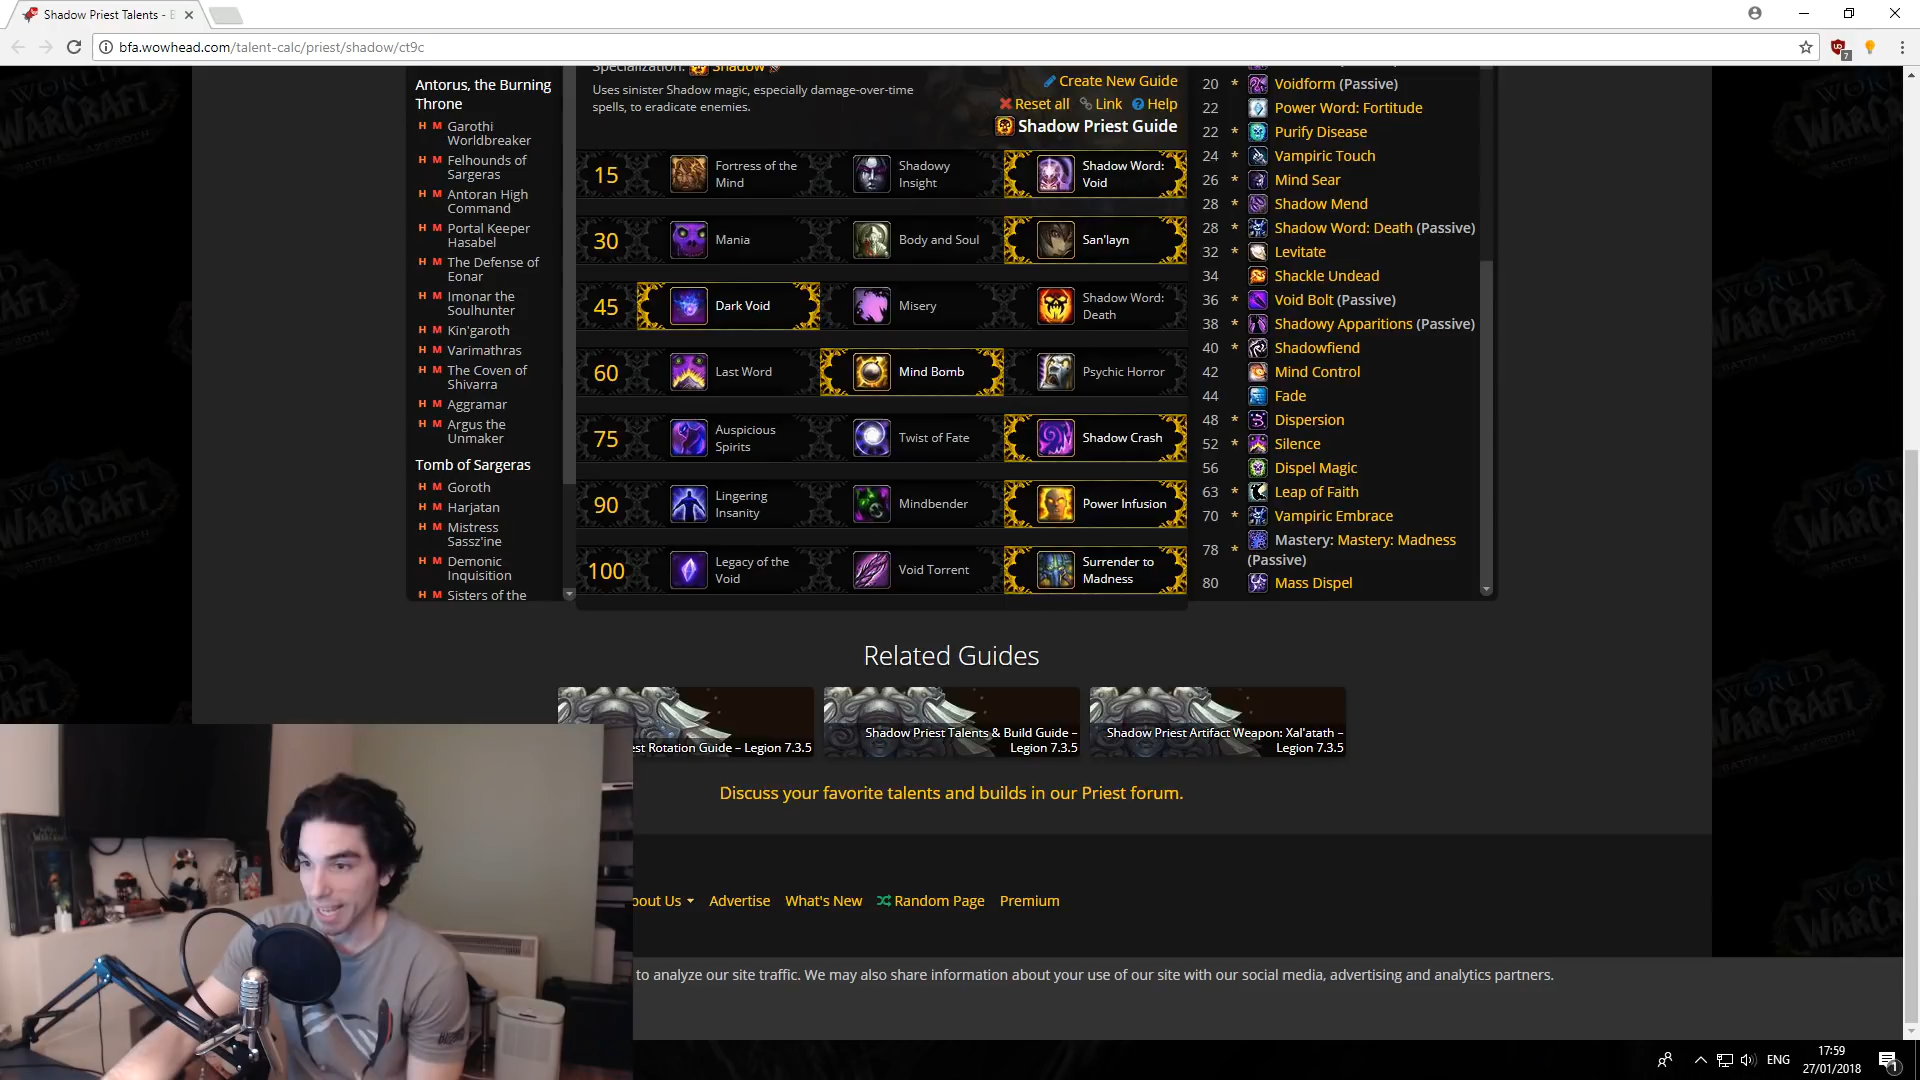 Shadow Priest Talents -
bfa.wowhead.com/talent-calc/priest/shadow/ct9c
7
Antorus, the Burning
Throne
H M Garothi
Worldbreaker
H M Felhounds of
Sargeras
H M Antoran High
Command
H M Portal Keeper
Hasabel
H M The Defense of
Eonar
H M Imonar the
Soulhunter
H M Kin'garoth
H M Varimathras
H M The Coven of
Shivarra
H M Aggramar
H M Argus the
Unmaker
Tomb of Sargeras
H M Goroth
H M Harjatan
H M Mistress
Sassz'ine
H M Demonic
Inquisition
H M Sisters of the
Specialization: Shadow
Uses sinister Shadow magic, especially damage-over-time
spells, to eradicate enemies.
Create New Guide
Reset all Link Help
Shadow Priest Guide
15 Fortress of the Mind Shadowy Insight Shadow Word: Void
30 Mania Body and Soul San'layn
45 Dark Void Misery Shadow Word: Death
60 Last Word Mind Bomb Psychic Horror
75 Auspicious Spirits Twist of Fate Shadow Crash
90 Lingering Insanity Mindbender Power Infusion
100 Legacy of the Void Void Torrent Surrender to Madness
20 * Voidform (Passive)
22 Power Word: Fortitude
22 * Purify Disease
24 * Vampiric Touch
26 * Mind Sear
28 * Shadow Mend
28 * Shadow Word: Death (Passive)
32 * Levitate
34 Shackle Undead
36 * Void Bolt (Passive)
38 * Shadowy Apparitions (Passive)
40 * Shadowfiend
42 Mind Control
44 Fade
48 * Dispersion
52 * Silence
56 Dispel Magic
63 * Leap of Faith
70 * Vampiric Embrace
78 * Mastery: Mastery: Madness
(Passive)
80 Mass Dispel
Related Guides
est Rotation Guide – Legion 7.3.5
Shadow Priest Talents & Build Guide –
Legion 7.3.5
Shadow Priest Artifact Weapon: Xal'atath –
Legion 7.3.5
Discuss your favorite talents and builds in our Priest forum.
bout Us Advertise What's New Random Page Premium
to analyze our site traffic. We may also share information about your use of our site with our social media, advertising and analytics partners.
ENG
17:59
27/01/2018
1
WORLD
WARCRAFT
BATTLE AZEROTH